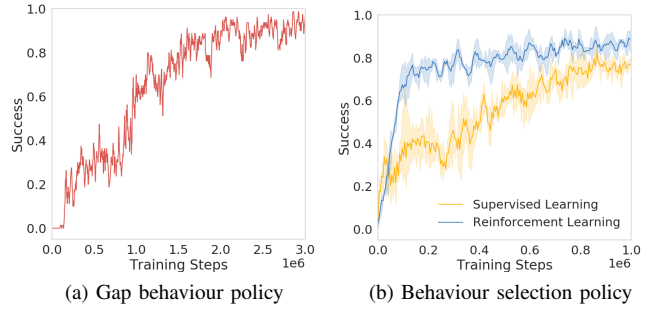 1.0
0.8
0.6
0.4
0.2
0.0
Success
0.0 0.5 1.0 1.5 2.0 2.5 3.0
Training Steps 1e6
(a) Gap behaviour policy
1.0
0.8
0.6
0.4
0.2
0.0
Success
Supervised Learning
Reinforcement Learning
0.0 0.2 0.4 0.6 0.8 1.0
Training Steps 1e6
(b) Behaviour selection policy